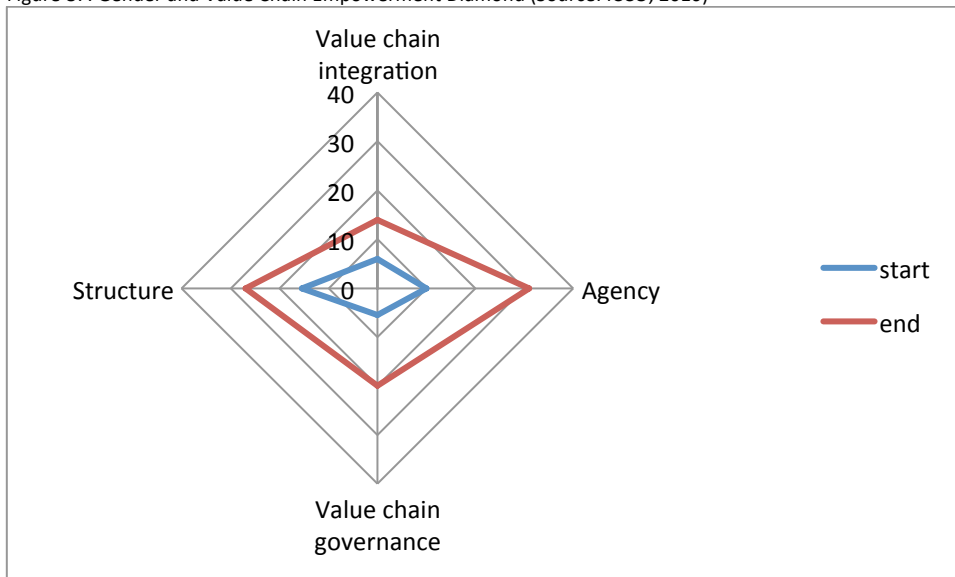 Value chain
integration
40
30
20
10
0
Structure
Agency
start
end
Value chain
governance